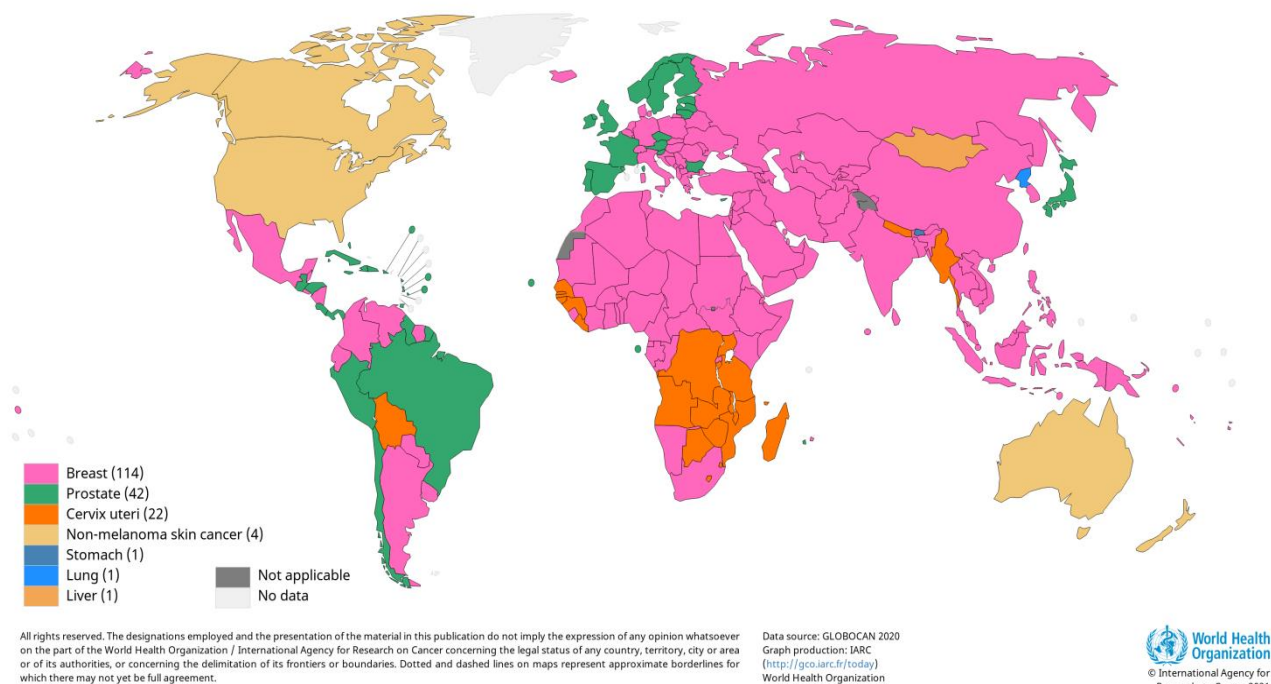 Breast (114)
Prostate (42)
Cervix uteri (22)
Non-melanoma skin cancer (4)
Stomach (1)
Lung (1)
Liver (1)
Not applicable
No data
All rights reserved. The designations employed and the presentation of the material in this publication do not imply the expression of any opinion whatsoever
on the part of the World Health Organization / International Agency for Research on Cancer concerning the legal status of any country, territory, city or area
or of its authorities, or concerning the delimitation of its frontiers or boundaries. Dotted and dashed lines on maps represent approximate borderlines for
which there may not yet be full agreement.
Data source: GLOBOCAN 2020
Graph production: IARC
(http://gco.iarc.fr/today)
World Health Organization
World Health
Organization
© International Agency for